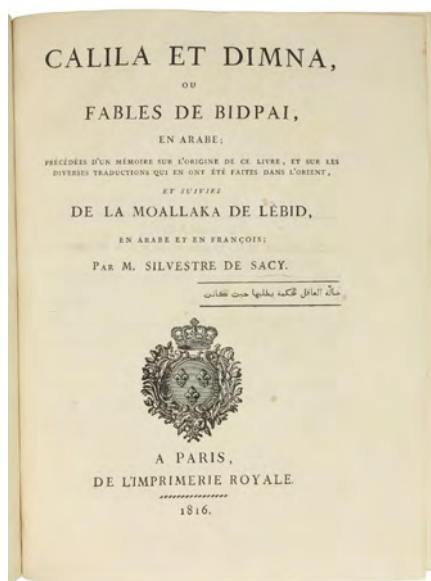 CALILA ET DIMNA,
OU
FABLES DE BIDPAI,
EN ARABE;
PRÉCÉDÉES D'UN MÉMOIRE SUR L'ORIGINE DE CE LIVRE, ET SUR LES
DIVERSES TRADUCTIONS QUI EN ONT ÉTÉ FAITES DANS L'ORIENT,
ET SUIVIES
DE LA MOALLAKA DE LÉBID,
EN ARABE ET EN FRANÇOIS;
PAR M. SILVESTRE DE SACY.
ضالّة العاقل الحكمة يطلبها حيث كانت
A PARIS,
DE L'IMPRIMERIE ROYALE.
1816.